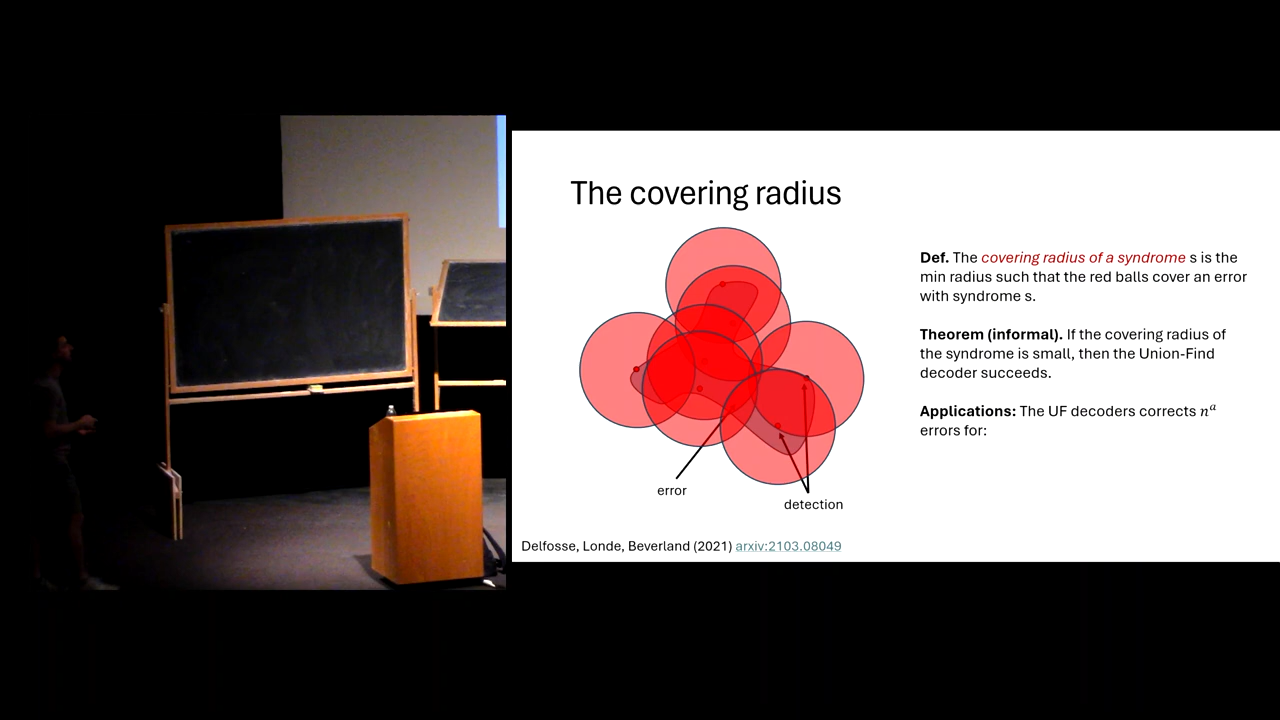 The covering radius
Def. The covering radius of a syndrome s is the
min radius such that the red balls cover an error
with syndrome s.
Theorem (informal). If the covering radius of
the syndrome is small, then the Union-Find
decoder succeeds.
Applications: The UF decoders corrects n^a
errors for:
error
detection
Delfosse, Londe, Beverland (2021) arxiv:2103.08049